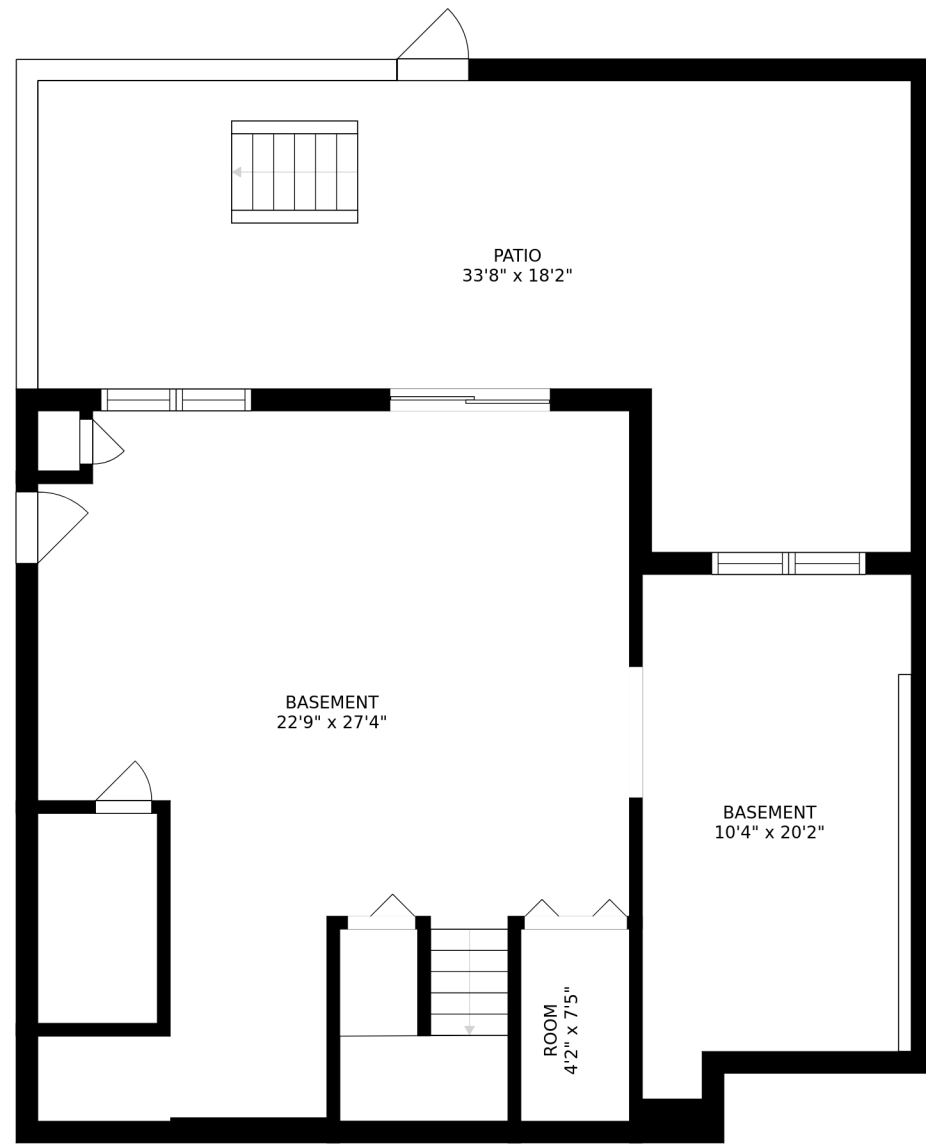 PATIO
33'8" x 18'2"
BASEMENT
22'9" x 27'4"
BASEMENT
10'4" x 20'2"
ROOM
4'2" x 7'5"